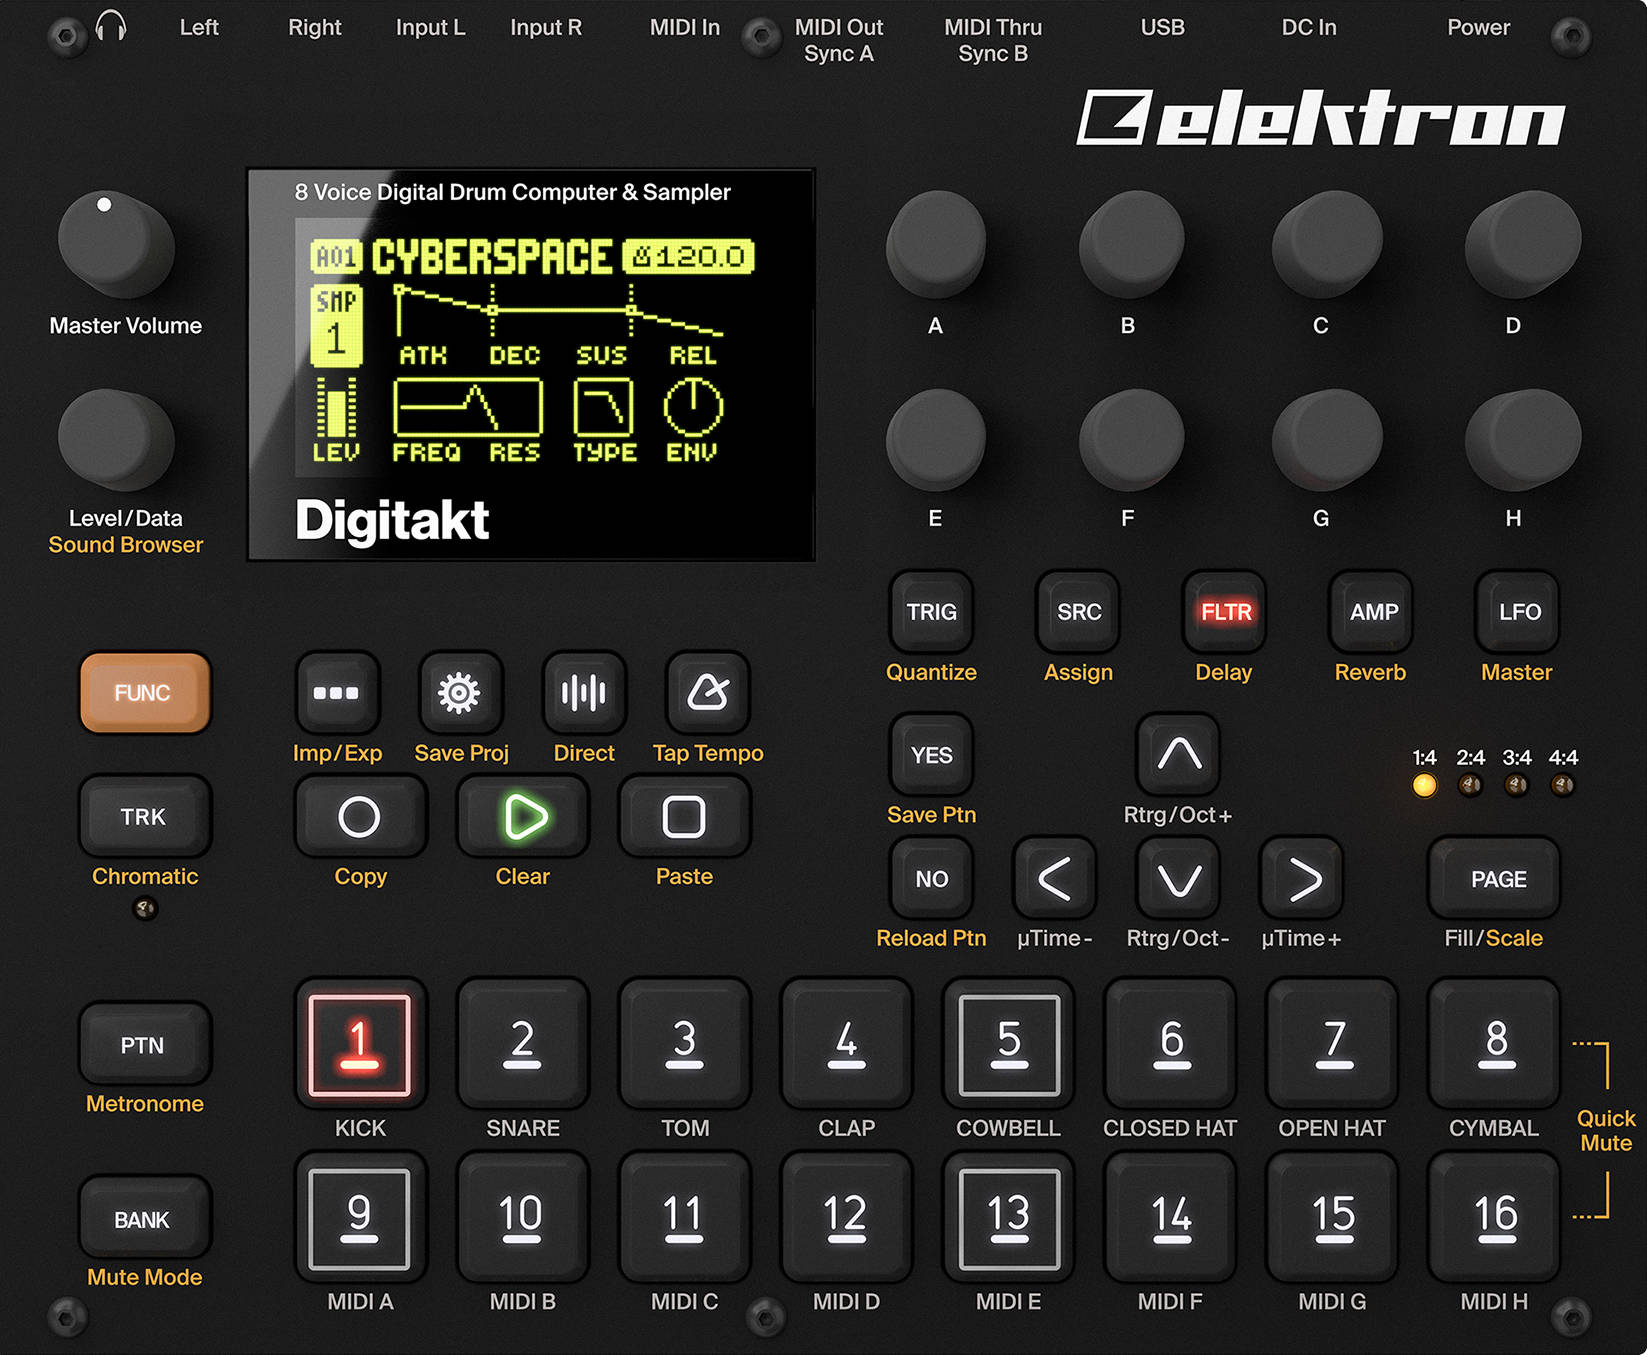 Left Right Input L Input R MIDI In MIDI Out MIDI Thru USB DC In Power
Sync A Sync B
elektron
8 Voice Digital Drum Computer & Sampler
A01 CYBERSPACE 120.0
SMP
1
ATK DEC SUS REL
LEV FREQ RES TYPE ENV
Digitakt
Master Volume
Level/Data
Sound Browser
A B C D
E F G H
TRIG SRC FLTR AMP LFO
Quantize Assign Delay Reverb Master
FUNC
Imp/Exp Save Proj Direct Tap Tempo
TRK
Chromatic
Copy Clear Paste
YES
Save Ptn Rtrg/Oct+
1:4 2:4 3:4 4:4
NO PAGE
Reload Ptn µTime- Rtrg/Oct- µTime+ Fill/Scale
PTN
Metronome
BANK
Mute Mode
1 2 3 4 5 6 7 8
KICK SNARE TOM CLAP COWBELL CLOSED HAT OPEN HAT CYMBAL
Quick
Mute
9 10 11 12 13 14 15 16
MIDI A MIDI B MIDI C MIDI D MIDI E MIDI F MIDI G MIDI H